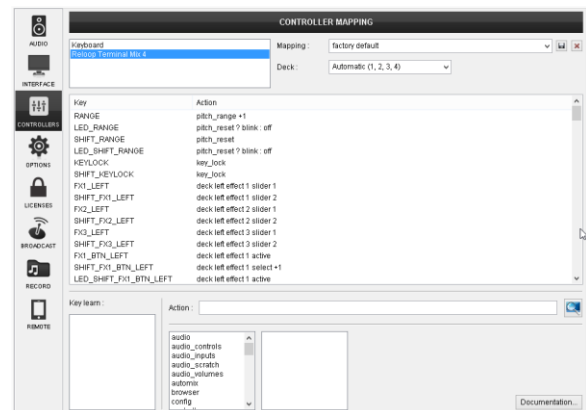 CONTROLLER MAPPING
AUDIO
INTERFACE
CONTROLLERS
OPTIONS
LICENSES
BROADCAST
RECORD
REMOTE
Keyboard
Reloop Terminal Mix 4
Mapping : factory default
Deck : Automatic (1, 2, 3, 4)
Key Action
RANGE pitch_range +1
LED_RANGE pitch_reset ? blink : off
SHIFT_RANGE pitch_reset
LED_SHIFT_RANGE pitch_reset ? blink : off
KEYLOCK key_lock
SHIFT_KEYLOCK key_lock
FX1_LEFT deck left effect 1 slider 1
SHIFT_FX1_LEFT deck left effect 1 slider 2
FX2_LEFT deck left effect 2 slider 1
SHIFT_FX2_LEFT deck left effect 2 slider 2
FX3_LEFT deck left effect 3 slider 1
SHIFT_FX3_LEFT deck left effect 3 slider 2
FX1_BTN_LEFT deck left effect 1 active
SHIFT_FX1_BTN_LEFT deck left effect 1 select +1
LED_SHIFT_FX1_BTN_LEFT deck left effect 1 active
Key learn :
Action :
audio
audio_controls
audio_inputs
audio_scratch
audio_volumes
automix
browser
config
Documentation...